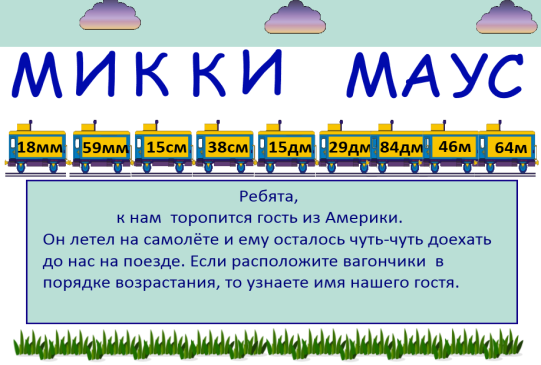 МИККИ МАУС
18мм 59мм 15см 38см 15дм 29дм 84дм 46м 64м
Ребята,
к нам торопится гость из Америки.
Он летел на самолёте и ему осталось чуть-чуть доехать
до нас на поезде. Если расположите вагончики в
порядке возрастания, то узнаете имя нашего гостя.